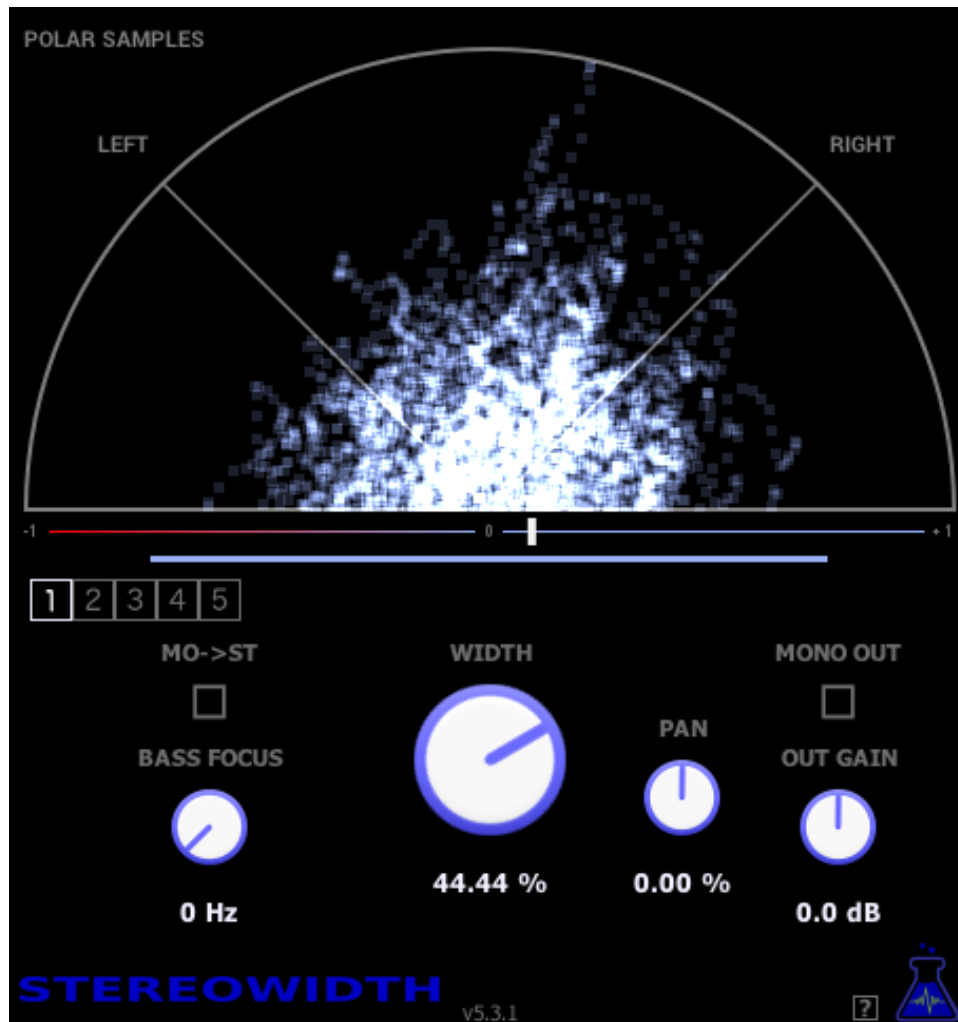 POLAR SAMPLES
LEFT
RIGHT
-1
0
+1
1 2 3 4 5
MO->ST
WIDTH
MONO OUT
PAN
BASS FOCUS
OUT GAIN
44.44 %
0.00 %
0 Hz
0.0 dB
STEREOWIDTH
v5.3.1
?